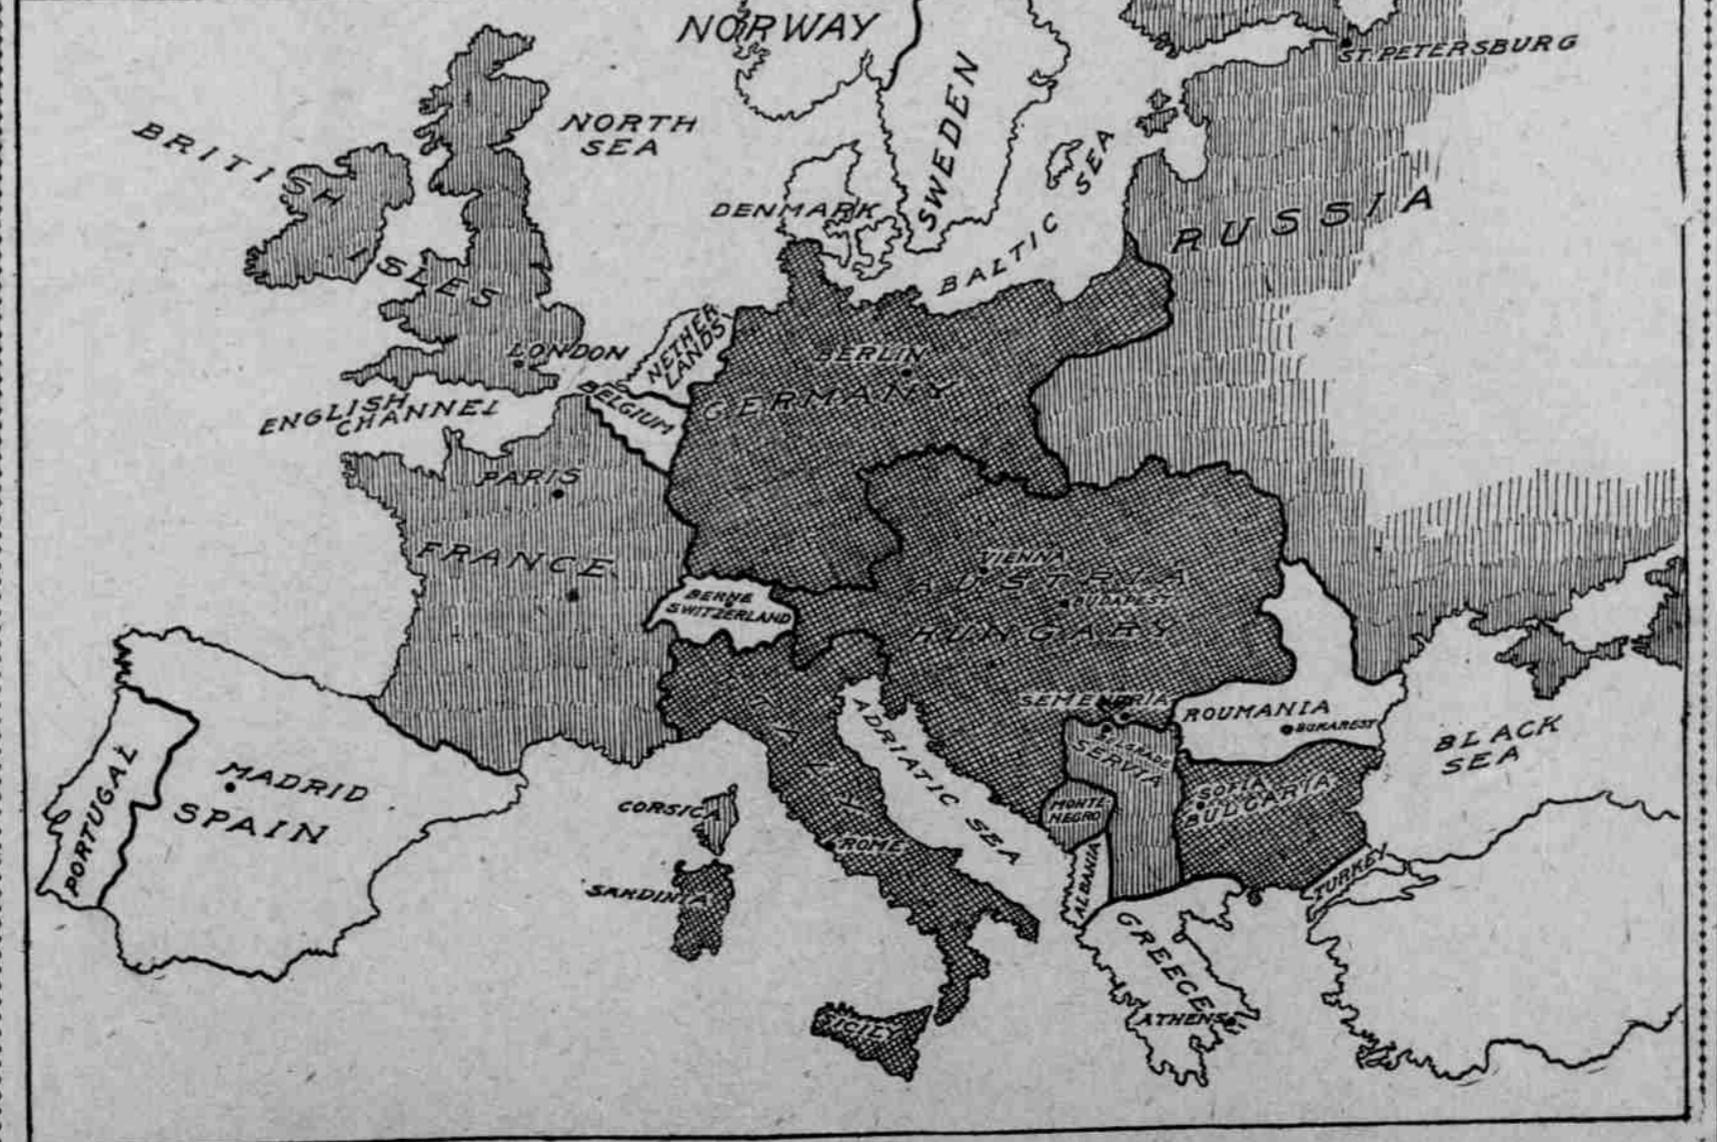 NORWAY
ST. PETERSBURG
SWEDEN
NORTH
SEA
BRITISH
ISLES
BALTIC SEA
DENMARK
RUSSIA
LONDON
NETHER
LANDS
BERLIN
GERMANY
BELGIUM
ENGLISH
CHANNEL
PARIS
FRANCE
VIENNA
AUSTRIA
BUDAPEST
HUNGARY
BERNE
SWITZERLAND
SEMENDRIA
ROUMANIA
BUKAREST
BELGRADE
SERVIA
BLACK
SEA
ADRIATIC SEA
ITALY
MADRID
SPAIN
PORTUGAL
CORSICA
MONTE
NEGRO
SOFIA
BULGARIA
ROME
ALBANIA
TURKEY
SARDINIA
GREECE
ATHENS
SICILY